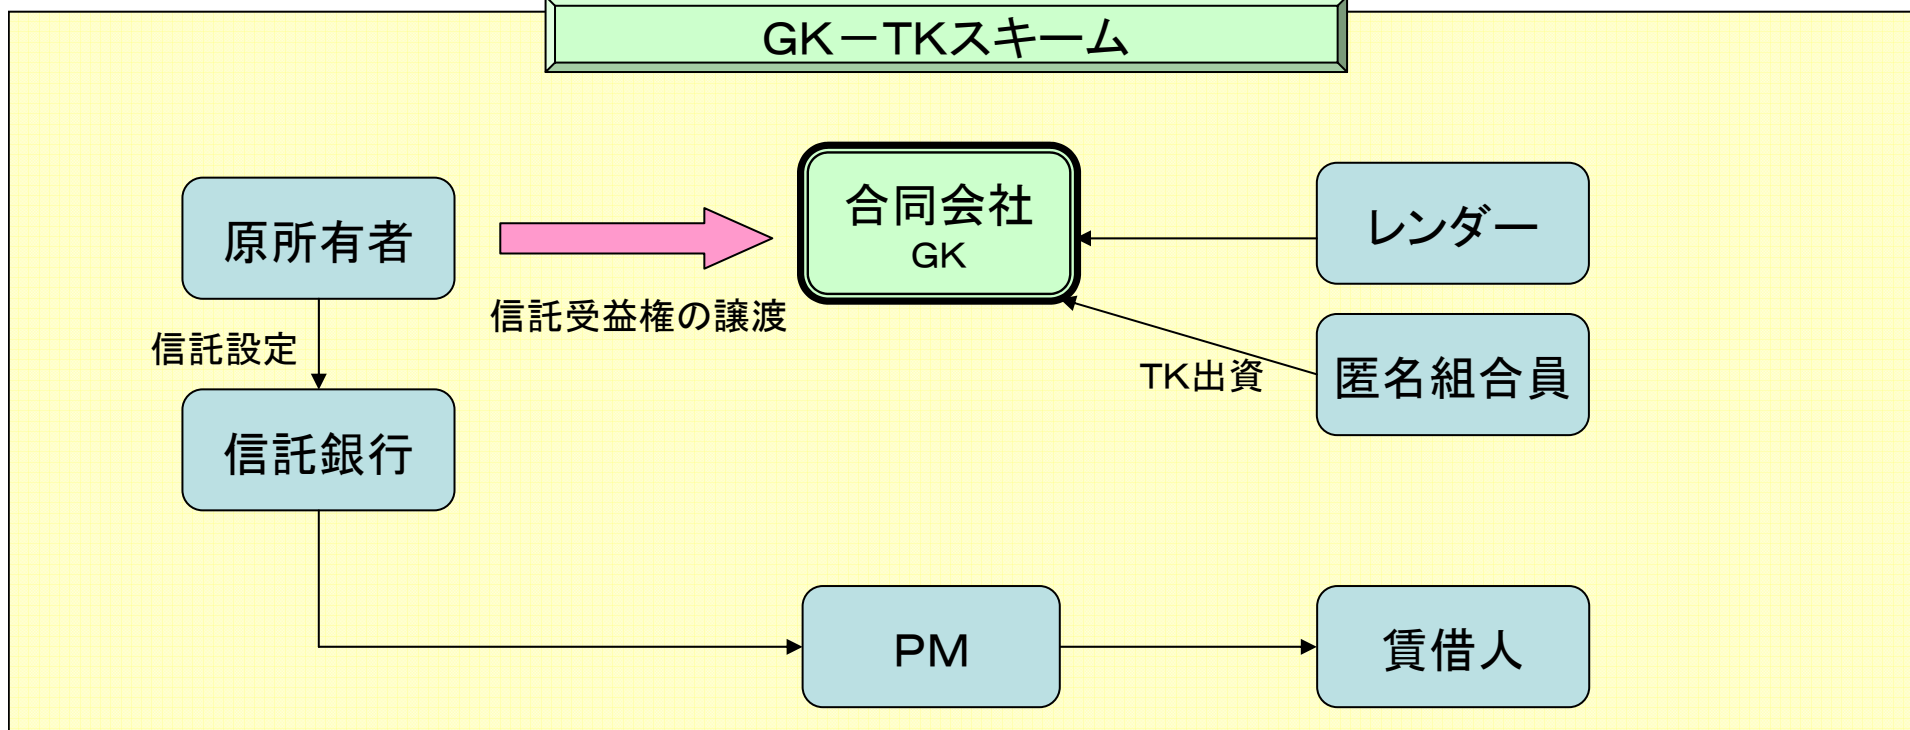 GK－TKスキーム
原所有者
合同会社
GK
レンダー
信託受益権の譲渡
信託設定
TK出資
匿名組合員
信託銀行
PM
賃借人